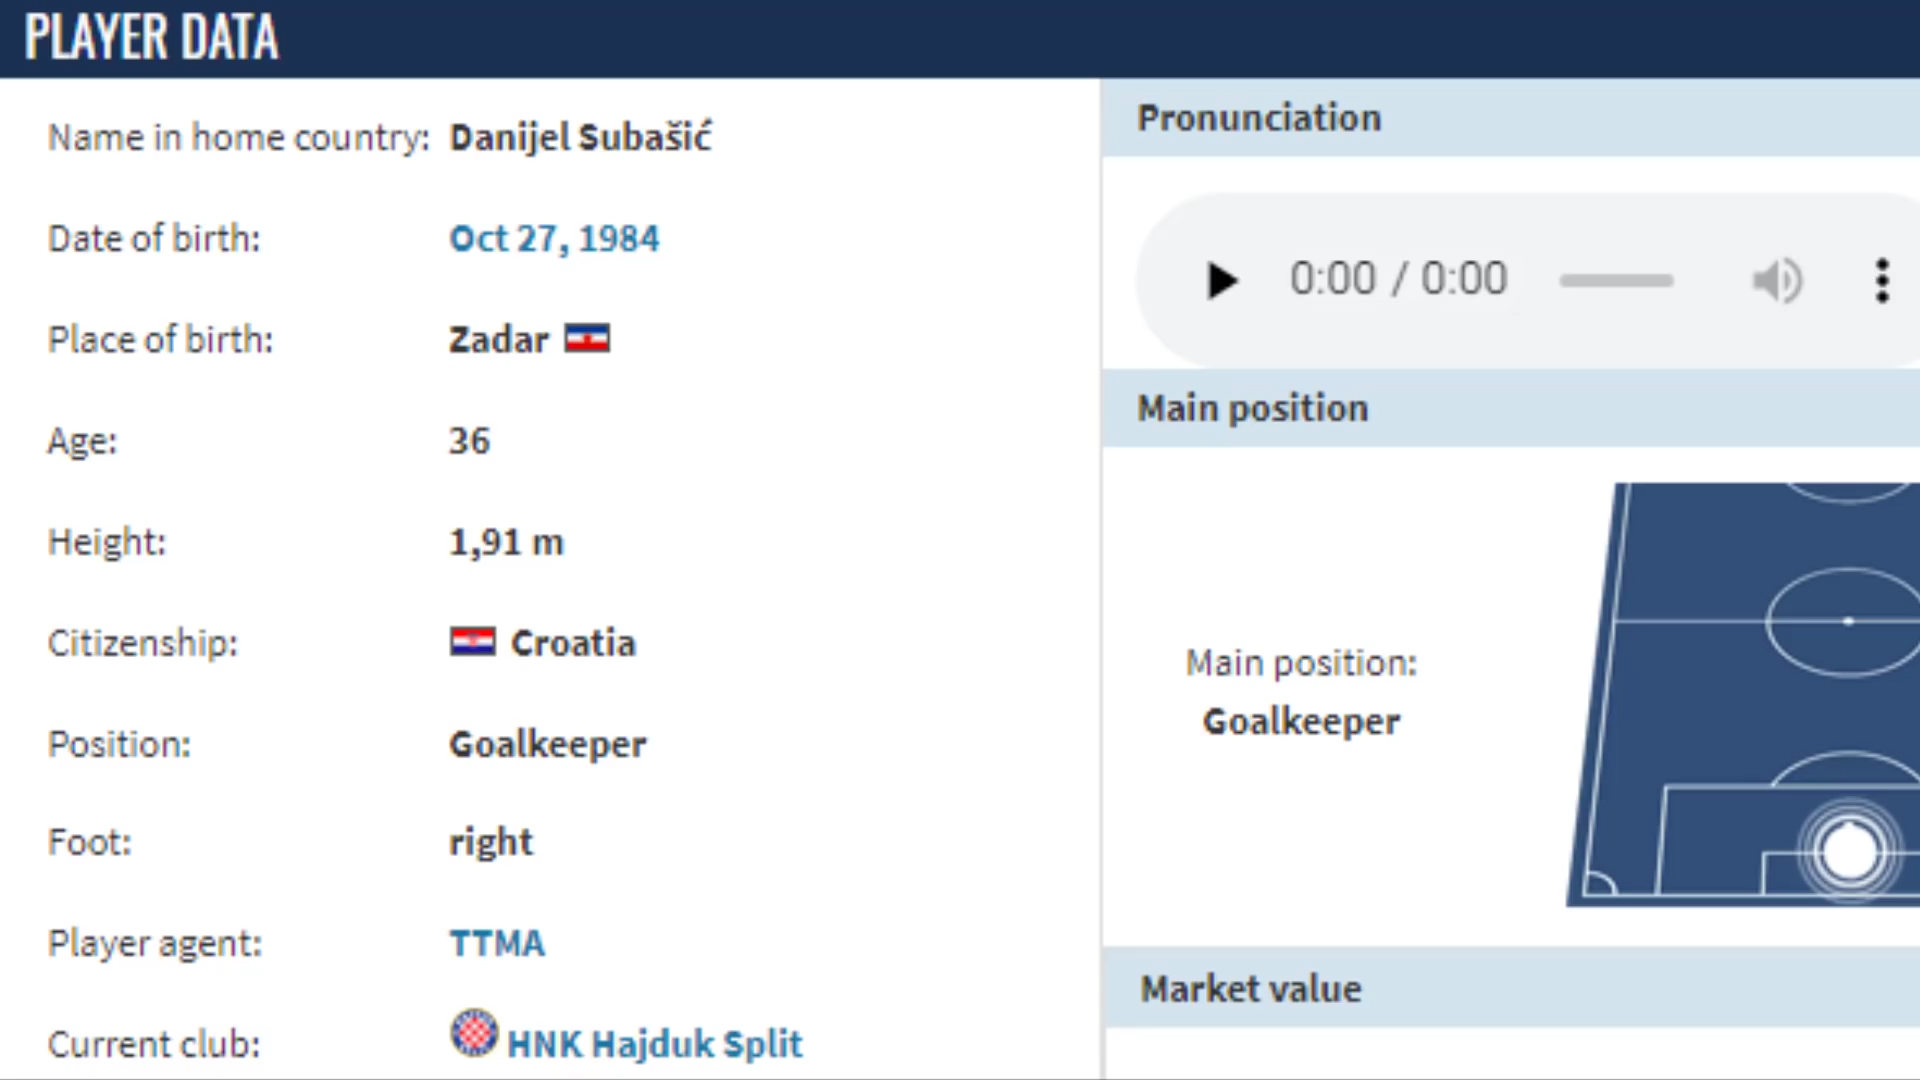 PLAYER DATA
Name in home country: Danijel Subašić
Date of birth: Oct 27, 1984
Place of birth: Zadar
Age: 36
Height: 1,91 m
Citizenship: Croatia
Position: Goalkeeper
Foot: right
Player agent: TTMA
Current club: HNK Hajduk Split
Pronunciation
0:00 / 0:00
Main position
Main position:
Goalkeeper
Market value